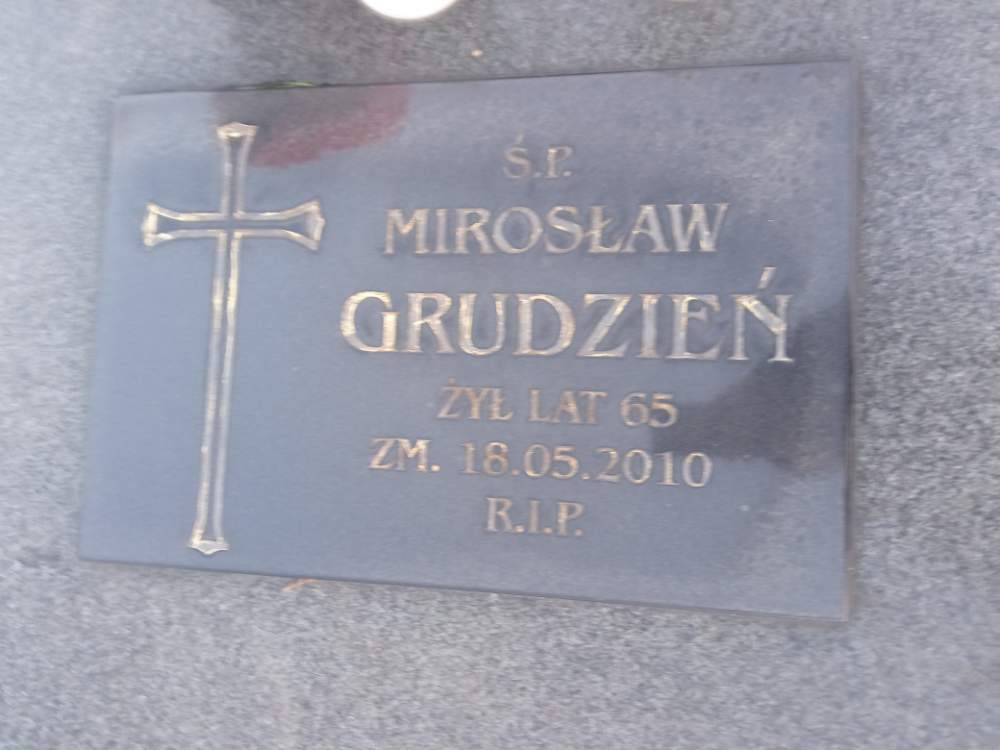 Ś.P.
MIROSŁAW
GRUDZIEŃ
ŻYŁ LAT 65
ZM. 18.05.2010
R.I.P.